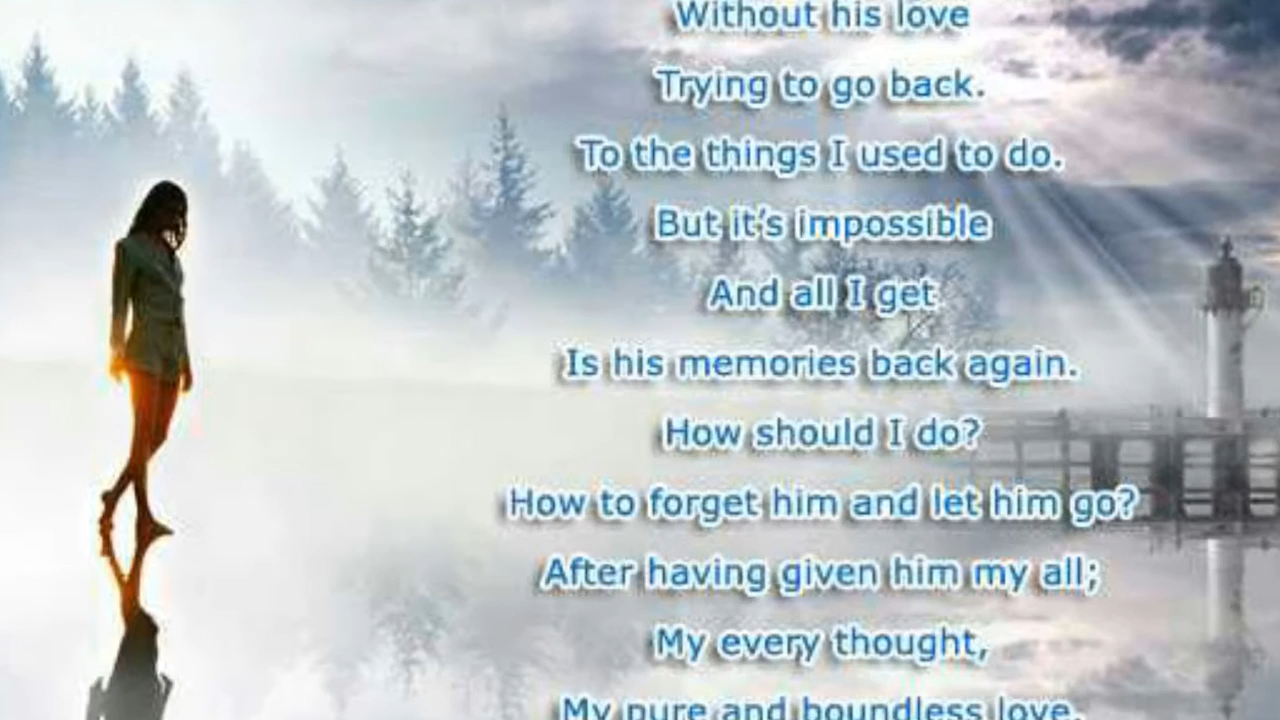 Without his love
Trying to go back.
To the things I used to do.
But it's impossible
And all I get
Is his memories back again.
How should I do?
How to forget him and let him go?
After having given him my all;
My every thought,
My pure and boundless love.